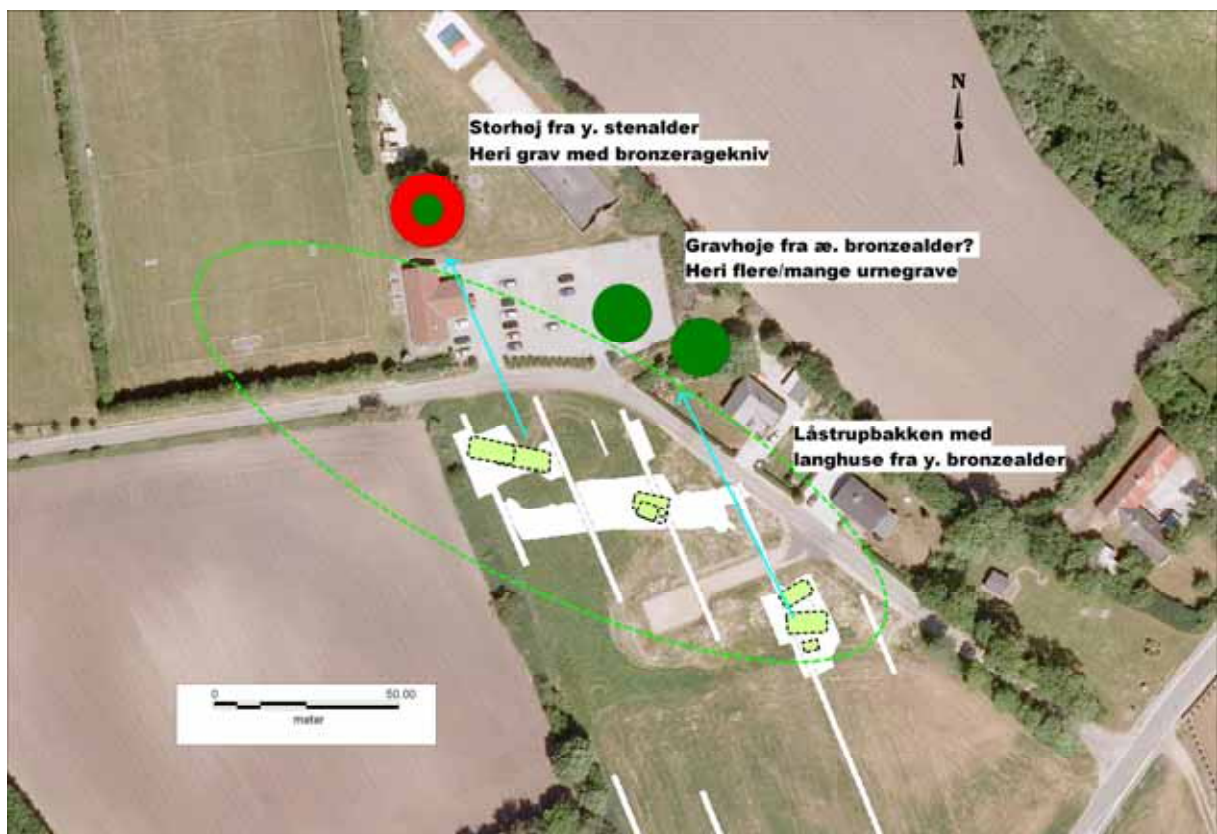 N
Storhøj fra y. stenalder
Heri grav med bronzeragekniv
Gravhøje fra æ. bronzealder?
Heri flere/mange urnegrave
Låstrupbakken med
langhuse fra y. bronzealder
0 50.00
meter